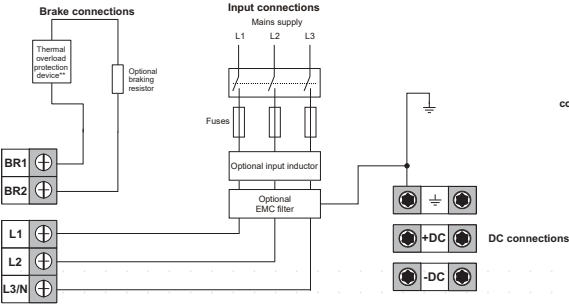 Brake connections
Input connections
Mains supply
L1 L2 L3
Thermal
overload
protection
device**
Optional
braking
resistor
Fuses
co
BR1
BR2
Optional input inductor
Optional
EMC filter
L1
L2
L3/N
+DC
-DC
DC connections